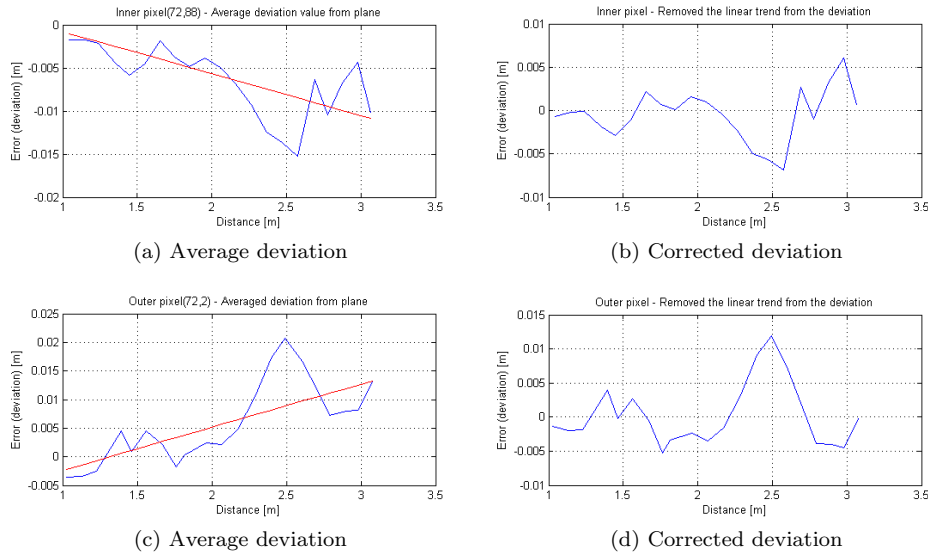 Inner pixel(72,88) - Average deviation value from plane
0
-0.005
-0.01
-0.015
-0.02
Error (deviation) [m]
1 1.5 2 2.5 3 3.5
Distance [m]
(a) Average deviation
Inner pixel - Removed the linear trend from the deviation
0.01
0.005
0
-0.005
-0.01
Error (deviation) [m]
1 1.5 2 2.5 3 3.5
Distance [m]
(b) Corrected deviation
Outer pixel(72,2) - Averaged deviation from plane
0.025
0.02
0.015
0.01
0.005
0
-0.005
Error (deviation) [m]
1 1.5 2 2.5 3 3.5
Distance [m]
(c) Average deviation
Outer pixel - Removed the linear trend from the deviation
0.015
0.01
0.005
0
-0.005
-0.01
Error (deviation) [m]
1 1.5 2 2.5 3 3.5
Distance [m]
(d) Corrected deviation